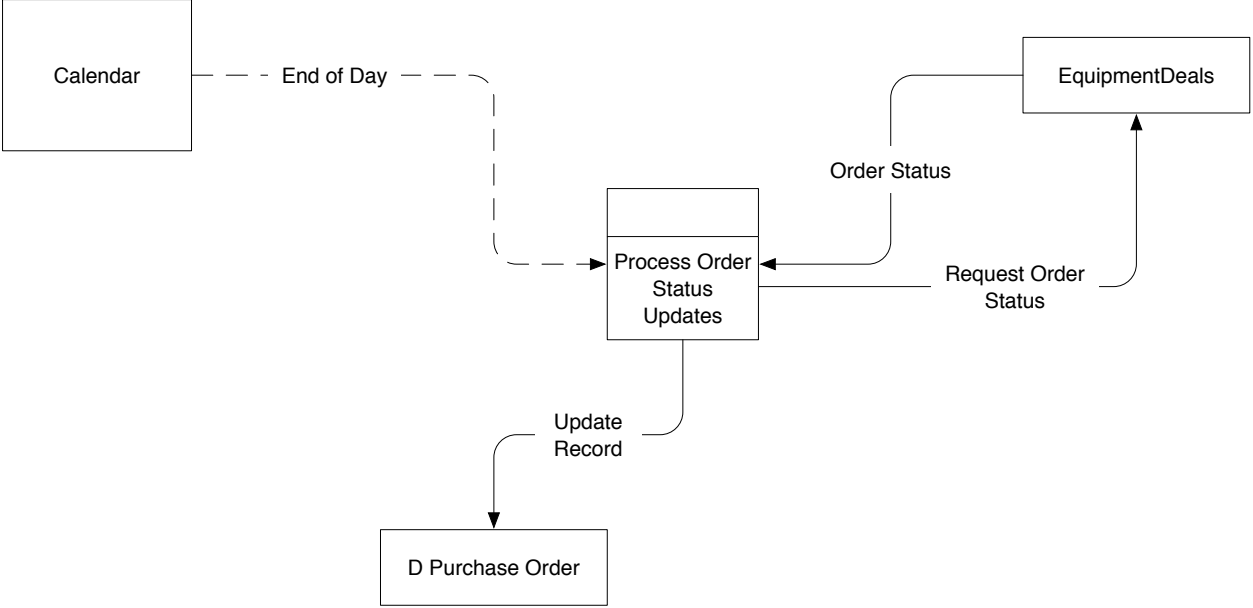 Calendar
End of Day
EquipmentDeals
Order Status
Process Order
Status
Updates
Request Order
Status
Update
Record
D Purchase Order